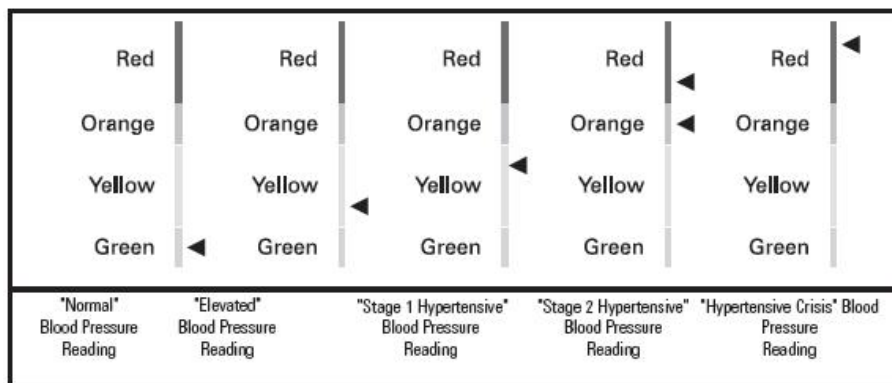 Red Red Red Red Red
Orange Orange Orange Orange Orange
Yellow Yellow Yellow Yellow Yellow
Green Green Green Green Green
"Normal"
Blood Pressure
Reading
"Elevated"
Blood Pressure
Reading
"Stage 1 Hypertensive"
Blood Pressure
Reading
"Stage 2 Hypertensive"
Blood Pressure
Reading
"Hypertensive Crisis" Blood
Pressure
Reading